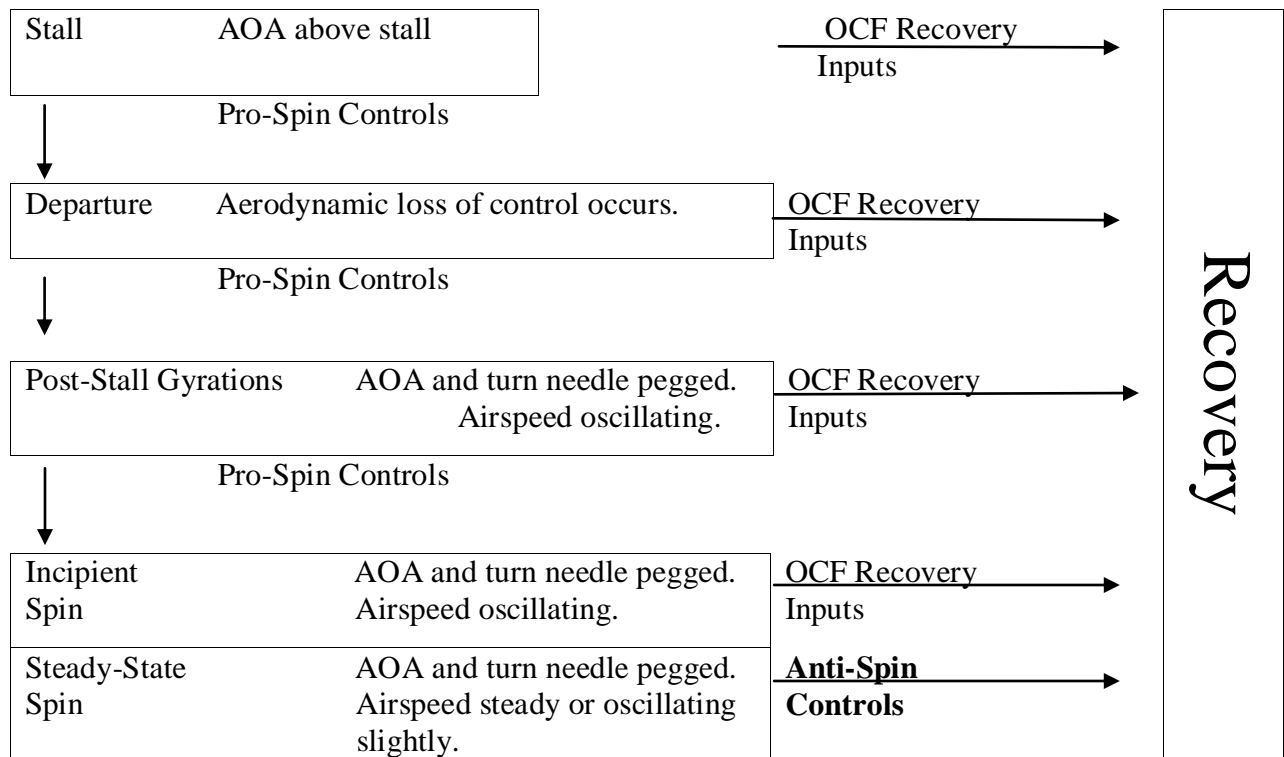 Stall AOA above stall OCF Recovery
Inputs
Pro-Spin Controls
Departure Aerodynamic loss of control occurs. OCF Recovery
Inputs
Pro-Spin Controls
Post-Stall Gyrations AOA and turn needle pegged. OCF Recovery
Airspeed oscillating. Inputs
Pro-Spin Controls
Incipient AOA and turn needle pegged. OCF Recovery
Spin Airspeed oscillating. Inputs
Steady-State AOA and turn needle pegged. Anti-Spin
Spin Airspeed steady or oscillating Controls
slightly.
Recovery